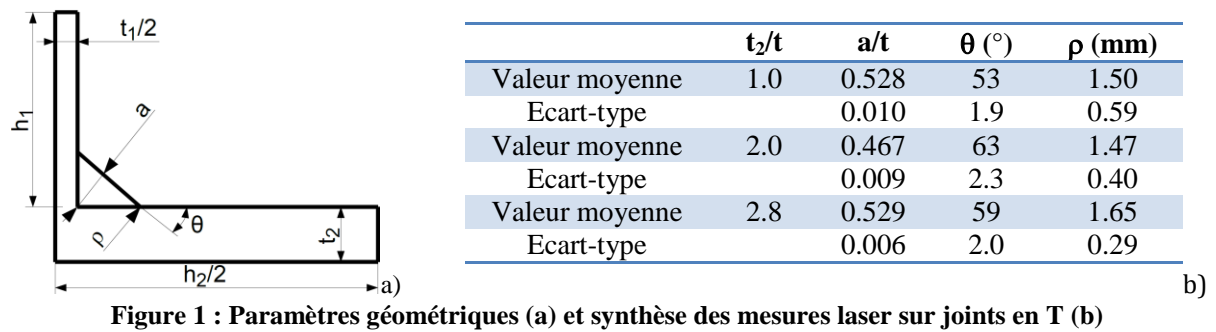 t₁/2
h₁
a
ρ
θ
t₂
h₂/2
a)
t₂/t a/t θ (°) ρ (mm)
Valeur moyenne 1.0 0.528 53 1.50
Ecart-type 0.010 1.9 0.59
Valeur moyenne 2.0 0.467 63 1.47
Ecart-type 0.009 2.3 0.40
Valeur moyenne 2.8 0.529 59 1.65
Ecart-type 0.006 2.0 0.29
b)
Figure 1 : Paramètres géométriques (a) et synthèse des mesures laser sur joints en T (b)